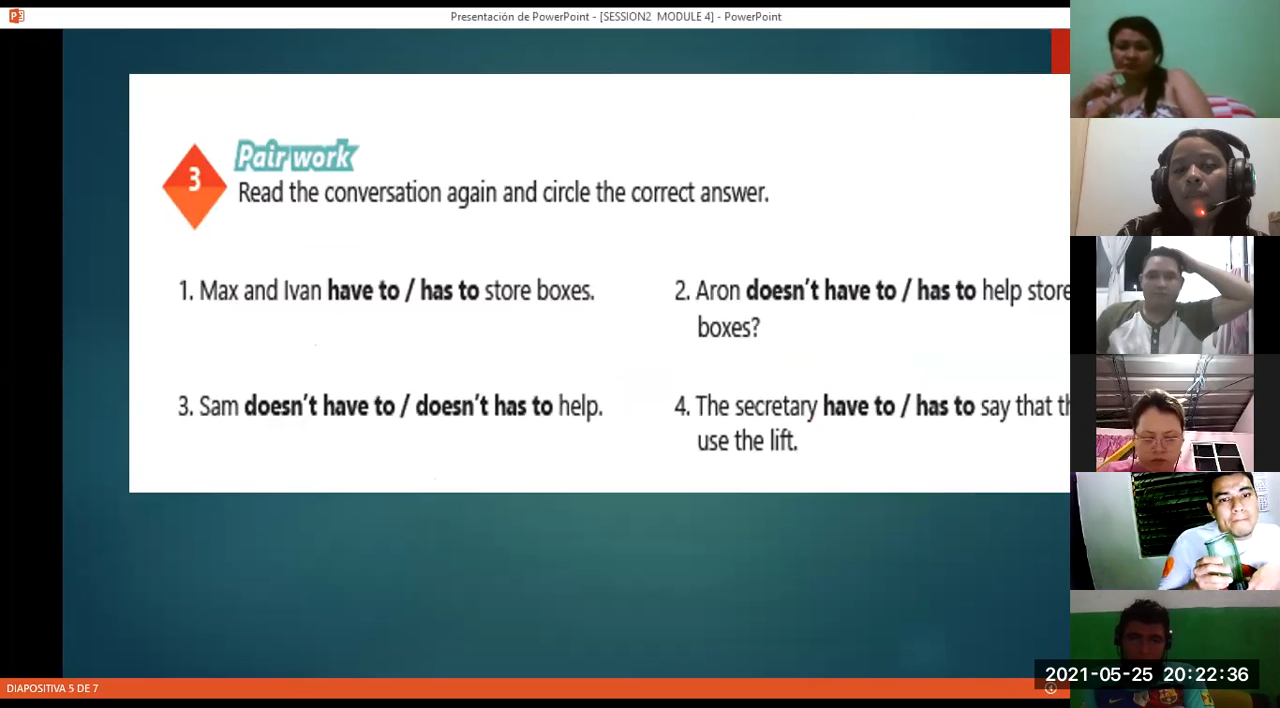 Presentación de PowerPoint - [SESSION2 MODULE 4] - PowerPoint
3
Pair work
Read the conversation again and circle the correct answer.
1. Max and Ivan have to / has to store boxes.
2. Aron doesn't have to / has to help store
boxes?
3. Sam doesn't have to / doesn't has to help.
4. The secretary have to / has to say that
use the lift.
2021-05-25 20:22:36
DIAPOSITIVA 5 DE 7